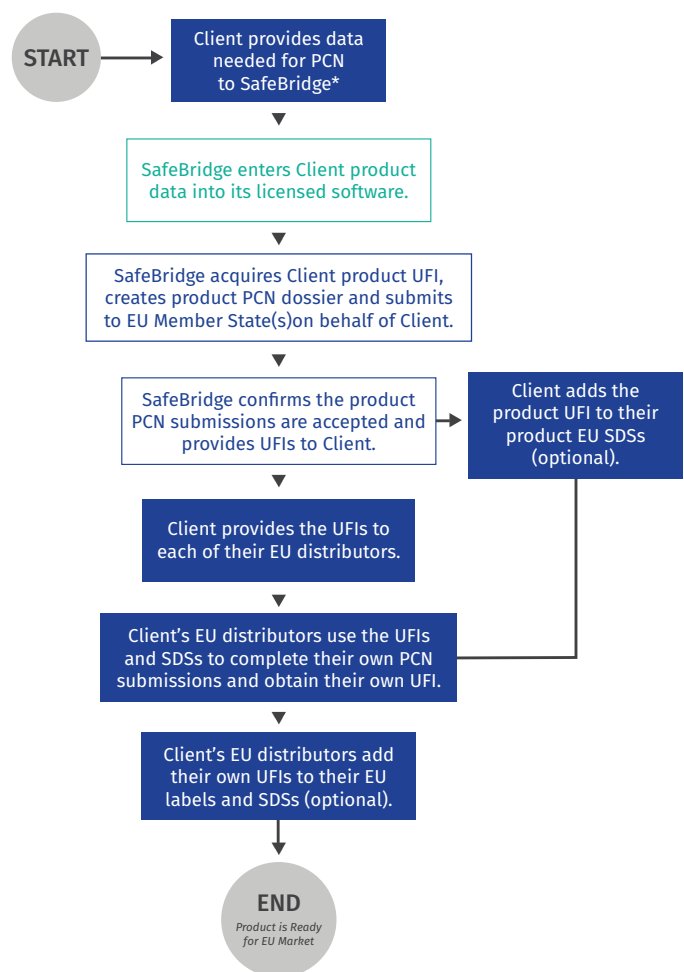 START
Client provides data
needed for PCN
to SafeBridge*
SafeBridge enters Client product
data into its licensed software.
SafeBridge acquires Client product UFI,
creates product PCN dossier and submits
to EU Member State(s)on behalf of Client.
SafeBridge confirms the product
PCN submissions are accepted and
provides UFIs to Client.
Client adds the
product UFI to their
product EU SDSs
(optional).
Client provides the UFIs to
each of their EU distributors.
Client’s EU distributors use the UFIs
and SDSs to complete their own PCN
submissions and obtain their own UFI.
Client’s EU distributors add
their own UFIs to their EU
labels and SDSs (optional).
END
Product is Ready
for EU Market